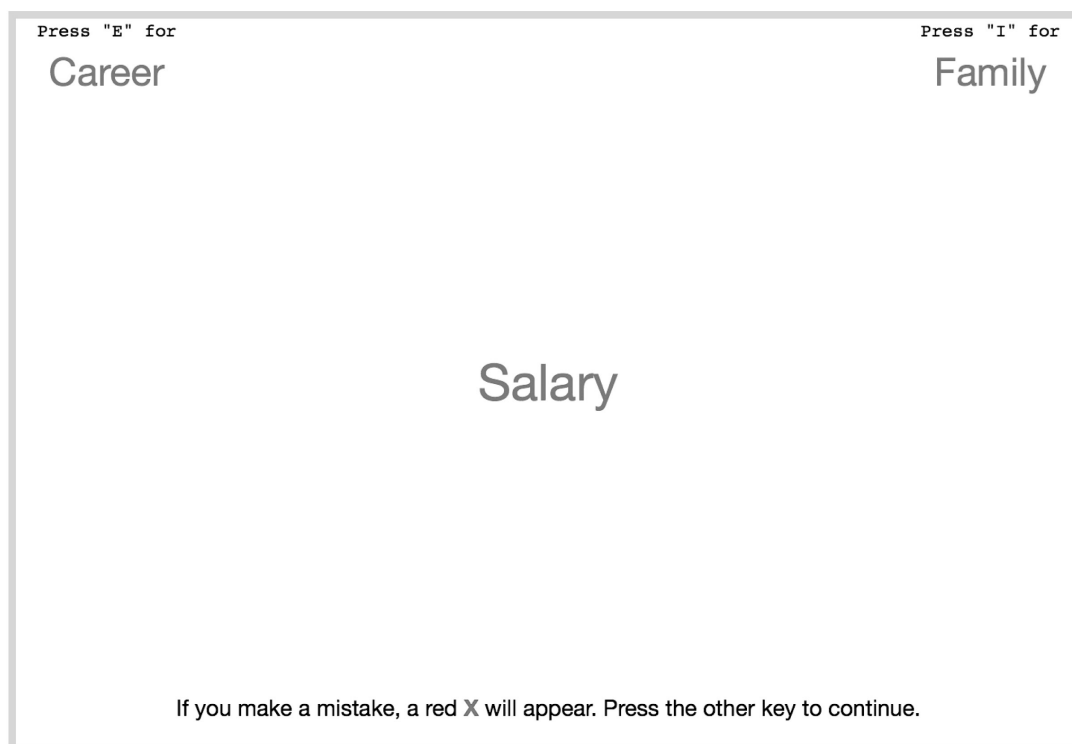 Press "E" for
Career
Press "I" for
Family
Salary
If you make a mistake, a red X will appear. Press the other key to continue.